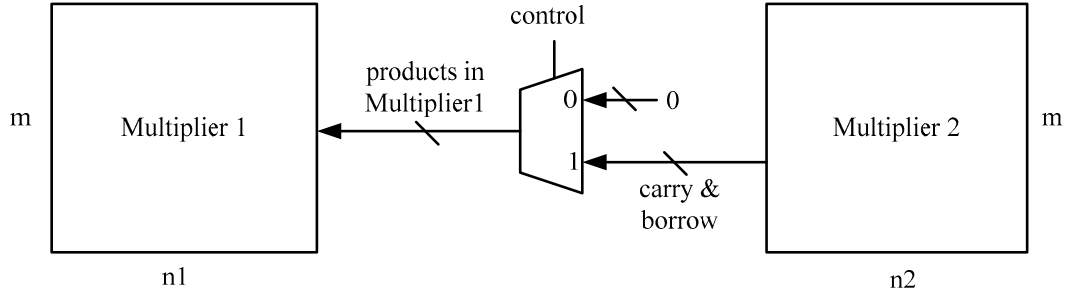 control
products in
Multiplier1
0
0
m
Multiplier 1
Multiplier 2
m
1
carry &
borrow
n1
n2